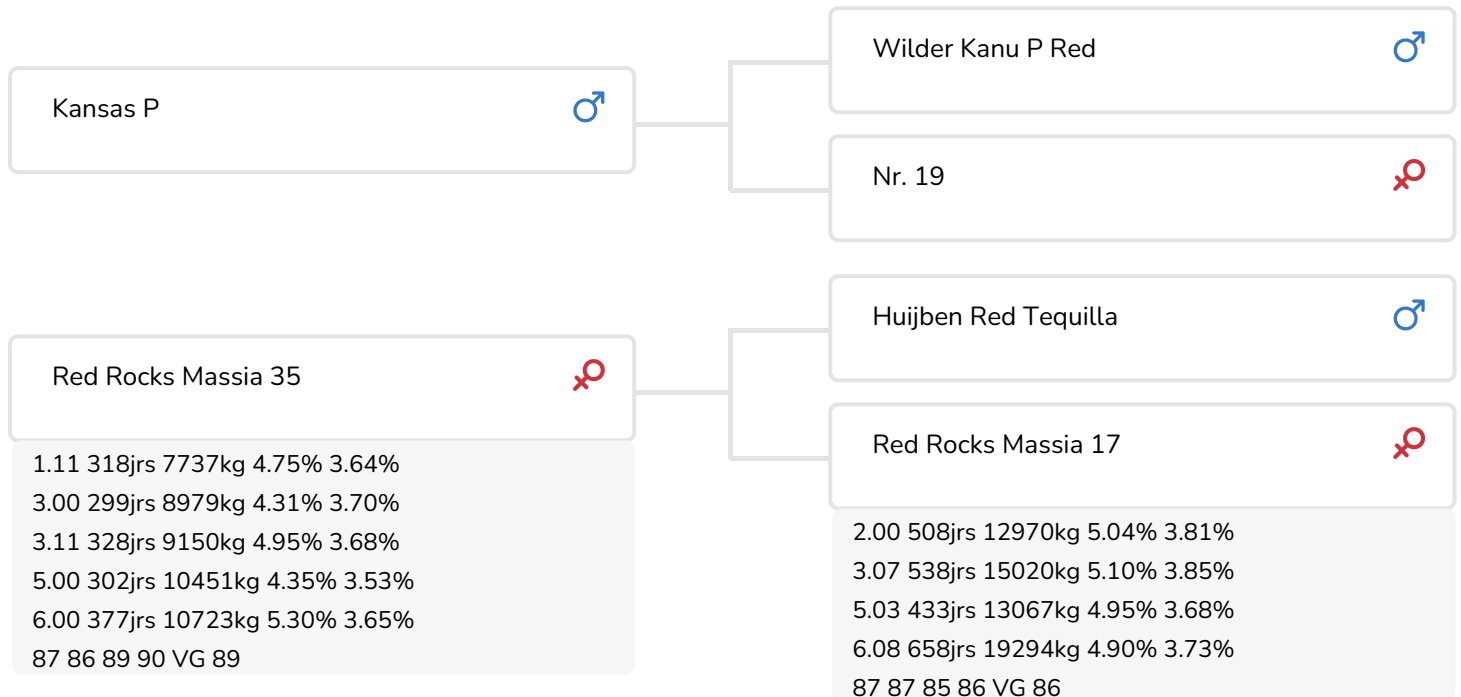 Kansas P
Wilder Kanu P Red
Nr. 19
Red Rocks Massia 35
1.11 318jrs 7737kg 4.75% 3.64%
3.00 299jrs 8979kg 4.31% 3.70%
3.11 328jrs 9150kg 4.95% 3.68%
5.00 302jrs 10451kg 4.35% 3.53%
6.00 377jrs 10723kg 5.30% 3.65%
87 86 89 90 VG 89
Huijben Red Tequilla
Red Rocks Massia 17
2.00 508jrs 12970kg 5.04% 3.81%
3.07 538jrs 15020kg 5.10% 3.85%
5.03 433jrs 13067kg 4.95% 3.68%
6.08 658jrs 19294kg 4.90% 3.73%
87 87 85 86 VG 86